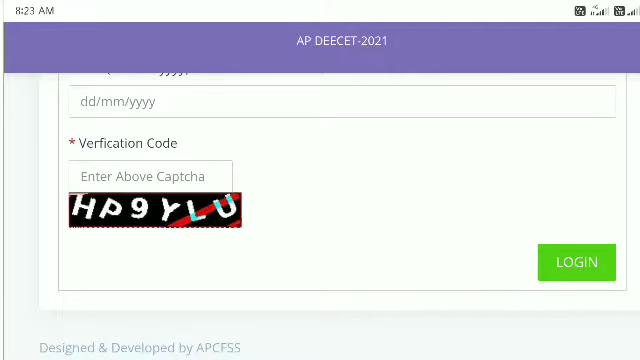 8:23 AM
AP DEECET-2021
dd/mm/yyyy
* Verfication Code
Enter Above Captcha
HP9YLU
LOGIN
Designed & Developed by APCFSS